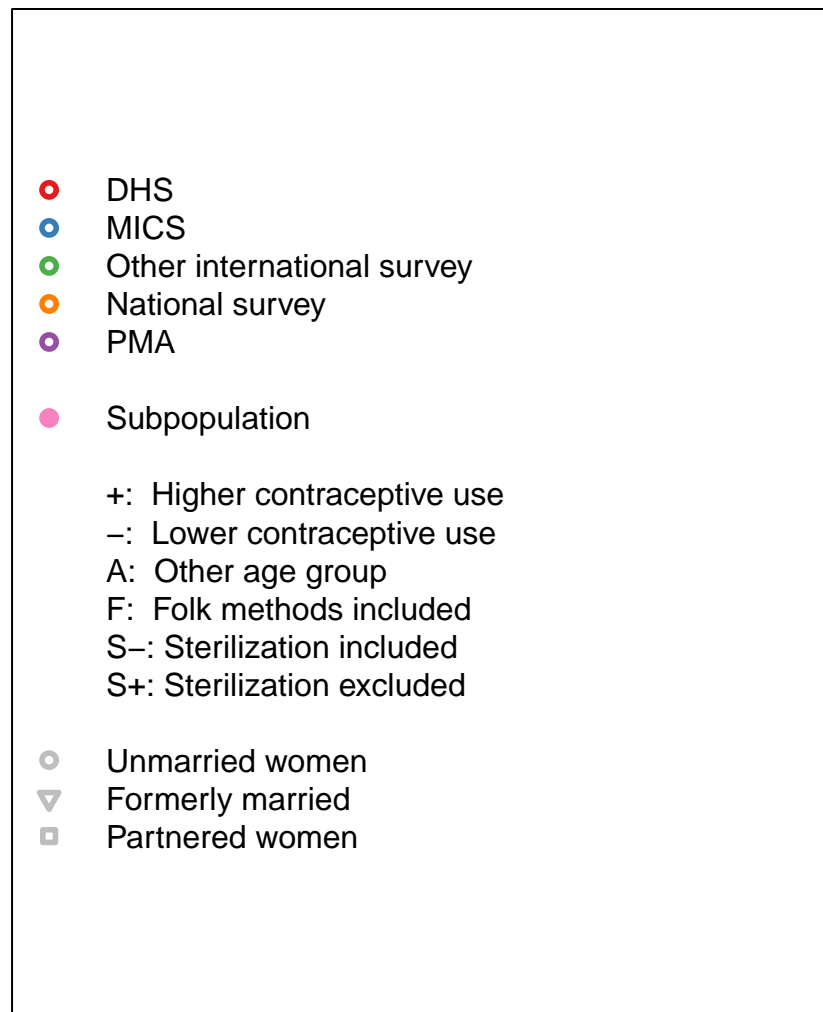 DHS
MICS
Other international survey
National survey
PMA
Subpopulation
+: Higher contraceptive use
−: Lower contraceptive use
A: Other age group
F: Folk methods included
S−: Sterilization included
S+: Sterilization excluded
Unmarried women
Formerly married
Partnered women